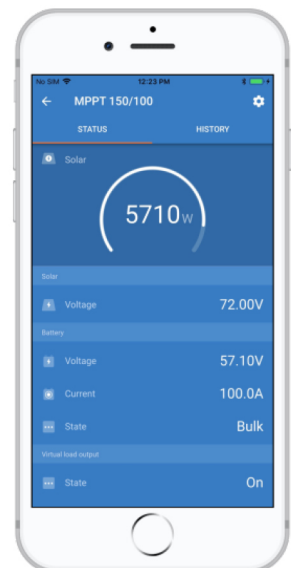 No SIM 12:23 PM
MPPT 150/100
STATUS HISTORY
Solar
5710W
Solar
Voltage 72.00V
Battery
Voltage 57.10V
Current 100.0A
State Bulk
Virtual load output
State On